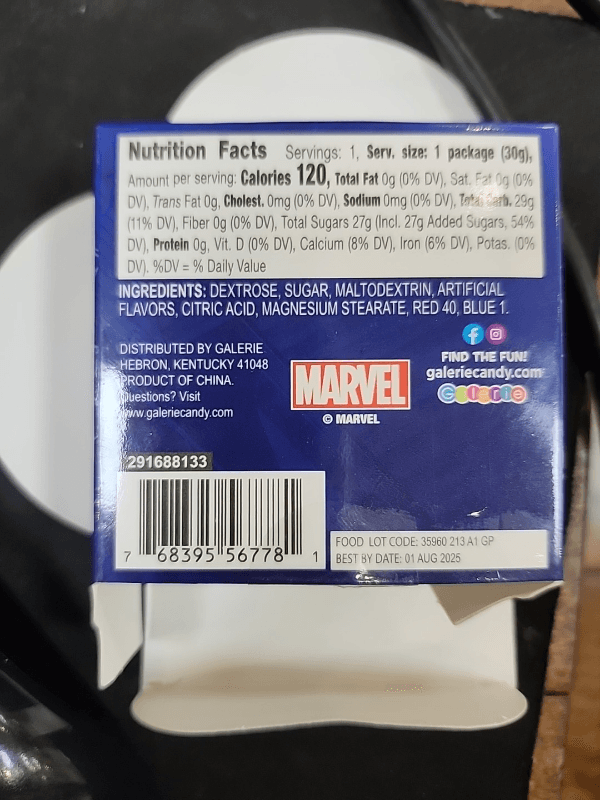 Nutrition Facts Servings: 1, Serv. size: 1 package (30g),
Amount per serving: Calories 120, Total Fat 0g (0% DV), Sat. Fat 0g (0%
DV), Trans Fat 0g, Cholest. 0mg (0% DV), Sodium 0mg (0% DV), Total Carb. 29g
(11% DV), Fiber 0g (0% DV), Total Sugars 27g (Incl. 27g Added Sugars, 54%
DV), Protein 0g, Vit. D (0% DV), Calcium (8% DV), Iron (6% DV), Potas. (0%
DV). %DV = % Daily Value
INGREDIENTS: DEXTROSE, SUGAR, MALTODEXTRIN, ARTIFICIAL
FLAVORS, CITRIC ACID, MAGNESIUM STEARATE, RED 40, BLUE 1.
DISTRIBUTED BY GALERIE
HEBRON, KENTUCKY 41048
PRODUCT OF CHINA.
Questions? Visit
www.galeriecandy.com
MARVEL
© MARVEL
f
FIND THE FUN!
galeriecandy.com
Galerie
291688133
7 68395 56778 1
FOOD LOT CODE: 35960 213 A1 GP
BEST BY DATE: 01 AUG 2025